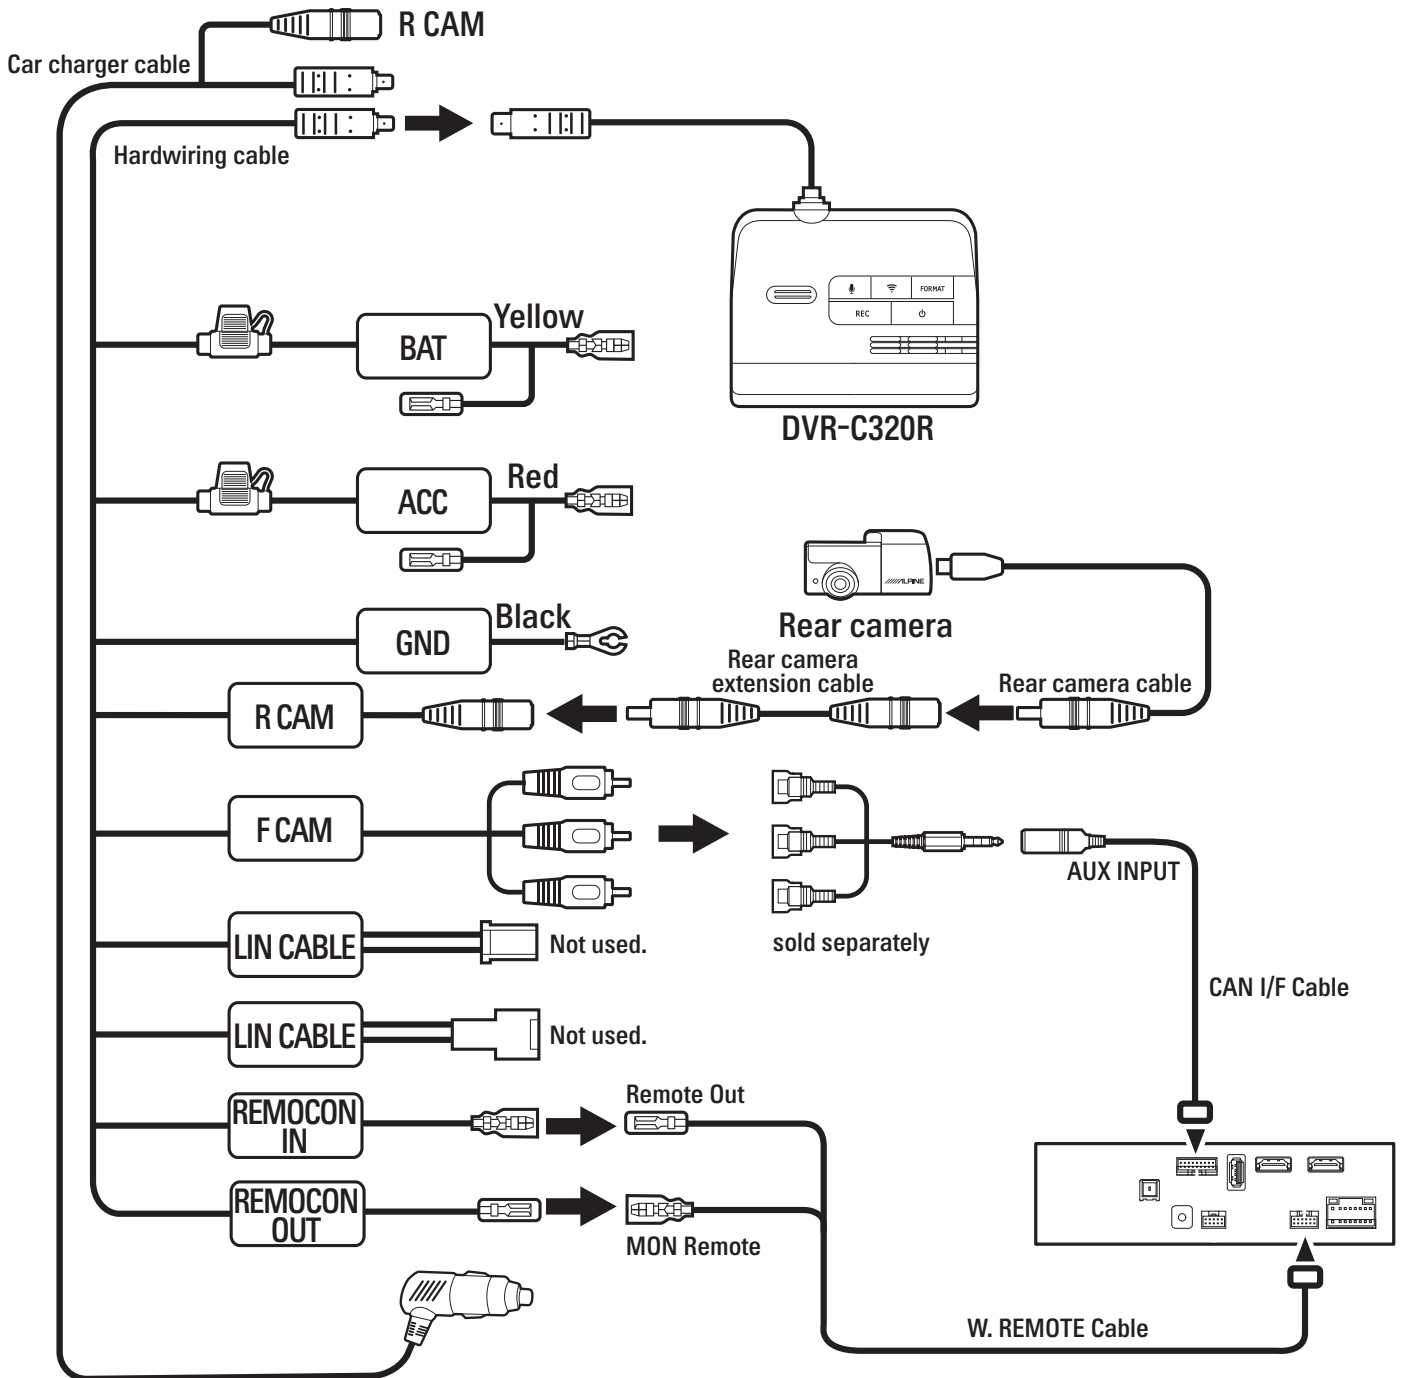 R CAM
Car charger cable
Hardwiring cable
FORMAT
REC
DVR-C320R
Yellow
BAT
Red
ACC
ALPINE
Rear camera
Black
GND
Rear camera
extension cable
Rear camera cable
R CAM
F CAM
AUX INPUT
sold separately
LIN CABLE
Not used.
CAN I/F Cable
LIN CABLE
Not used.
REMOCON
IN
Remote Out
REMOCON
OUT
MON Remote
W. REMOTE Cable